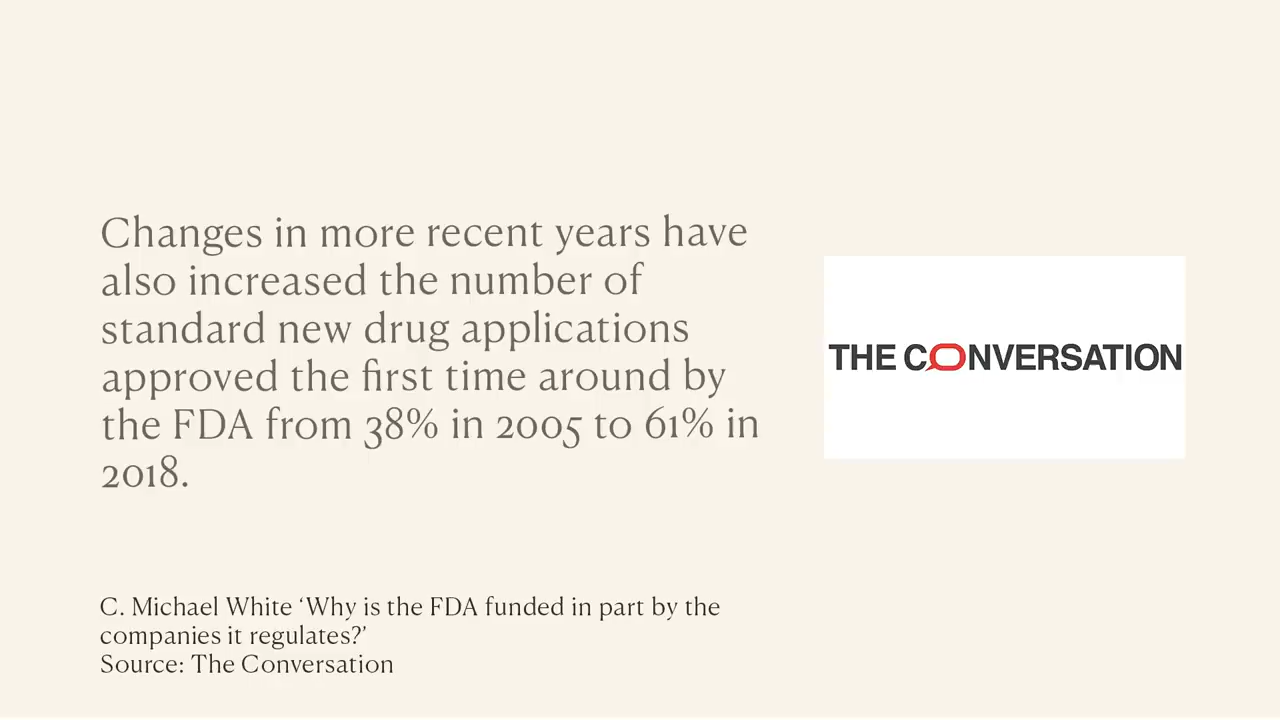 Changes in more recent years have
also increased the number of
standard new drug applications
approved the first time around by
the FDA from 38% in 2005 to 61% in
2018.
THE CONVERSATION
C. Michael White ‘Why is the FDA funded in part by the
companies it regulates?’
Source: The Conversation